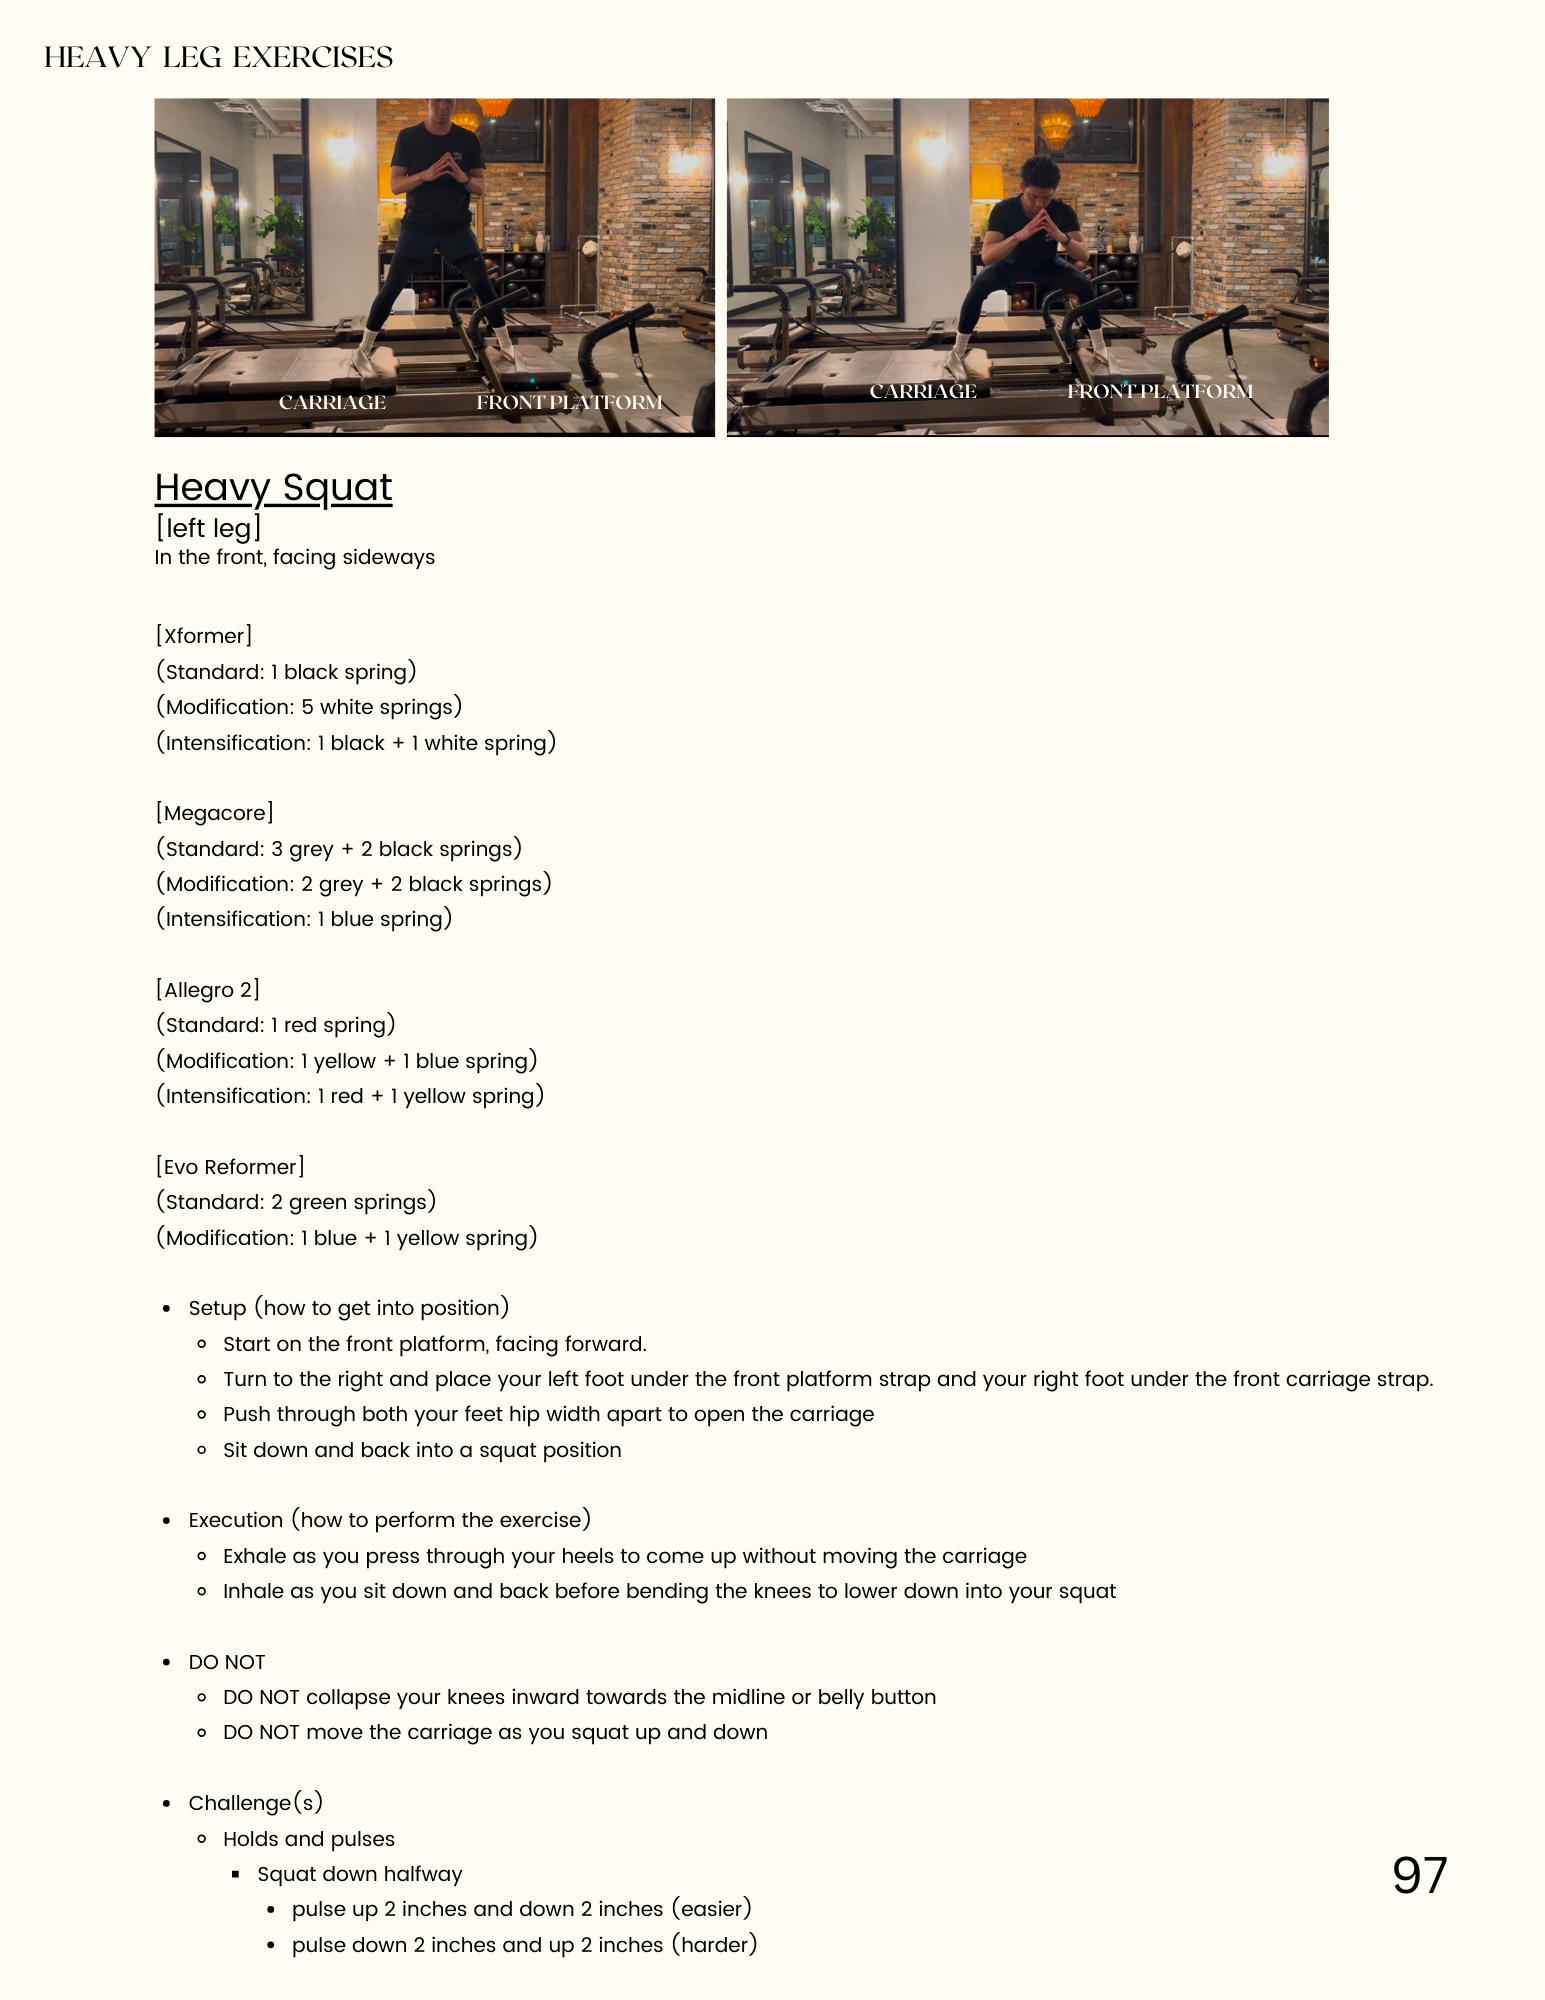 HEAVY LEG EXERCISES
CARRIAGE FRONT PLATFORM
CARRIAGE FRONT PLATFORM
Heavy Squat
[left leg]
In the front, facing sideways
[Xformer]
(Standard: 1 black spring)
(Modification: 5 white springs)
(Intensification: 1 black + 1 white spring)
[Megacore]
(Standard: 3 grey + 2 black springs)
(Modification: 2 grey + 2 black springs)
(Intensification: 1 blue spring)
[Allegro 2]
(Standard: 1 red spring)
(Modification: 1 yellow + 1 blue spring)
(Intensification: 1 red + 1 yellow spring)
[Evo Reformer]
(Standard: 2 green springs)
(Modification: 1 blue + 1 yellow spring)
• Setup (how to get into position)
◦ Start on the front platform, facing forward.
◦ Turn to the right and place your left foot under the front platform strap and your right foot under the front carriage strap.
◦ Push through both your feet hip width apart to open the carriage
◦ Sit down and back into a squat position
• Execution (how to perform the exercise)
◦ Exhale as you press through your heels to come up without moving the carriage
◦ Inhale as you sit down and back before bending the knees to lower down into your squat
• DO NOT
◦ DO NOT collapse your knees inward towards the midline or belly button
◦ DO NOT move the carriage as you squat up and down
• Challenge(s)
◦ Holds and pulses
▪ Squat down halfway
• pulse up 2 inches and down 2 inches (easier)
• pulse down 2 inches and up 2 inches (harder)
97